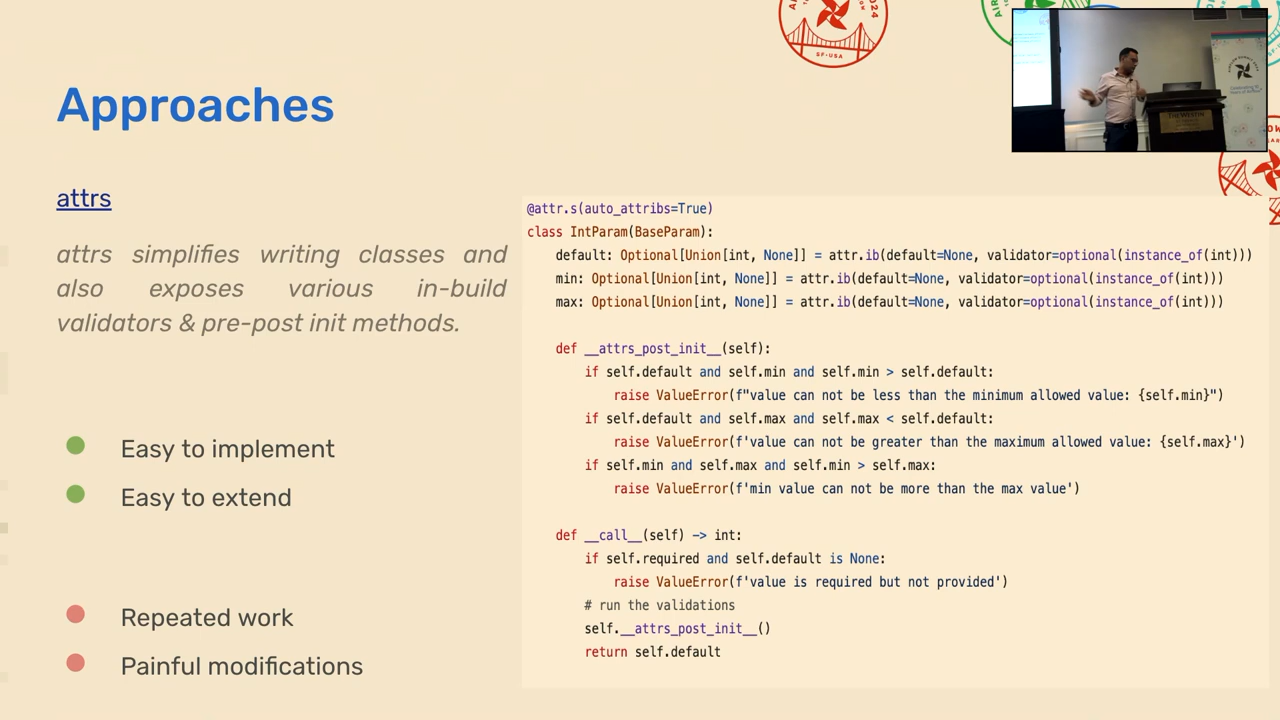 2024
SF-USA
AIR
THE WESTIN
Approaches
attrs
attrs simplifies writing classes and
also exposes various in-build
validators & pre-post init methods.
Easy to implement
Easy to extend
Repeated work
Painful modifications
@attr.s(auto_attribs=True)
class IntParam(BaseParam):
    default: Optional[Union[int, None]] = attr.ib(default=None, validator=optional(instance_of(int)))
    min: Optional[Union[int, None]] = attr.ib(default=None, validator=optional(instance_of(int)))
    max: Optional[Union[int, None]] = attr.ib(default=None, validator=optional(instance_of(int)))
    def __attrs_post_init__(self):
        if self.default and self.min and self.min > self.default:
            raise ValueError(f"value can not be less than the minimum allowed value: {self.min}")
        if self.default and self.max and self.max < self.default:
            raise ValueError(f'value can not be greater than the maximum allowed value: {self.max}')
        if self.min and self.max and self.min > self.max:
            raise ValueError(f'min value can not be more than the max value')
    def __call__(self) -> int:
        if self.required and self.default is None:
            raise ValueError(f'value is required but not provided')
        # run the validations
        self.__attrs_post_init__()
        return self.default